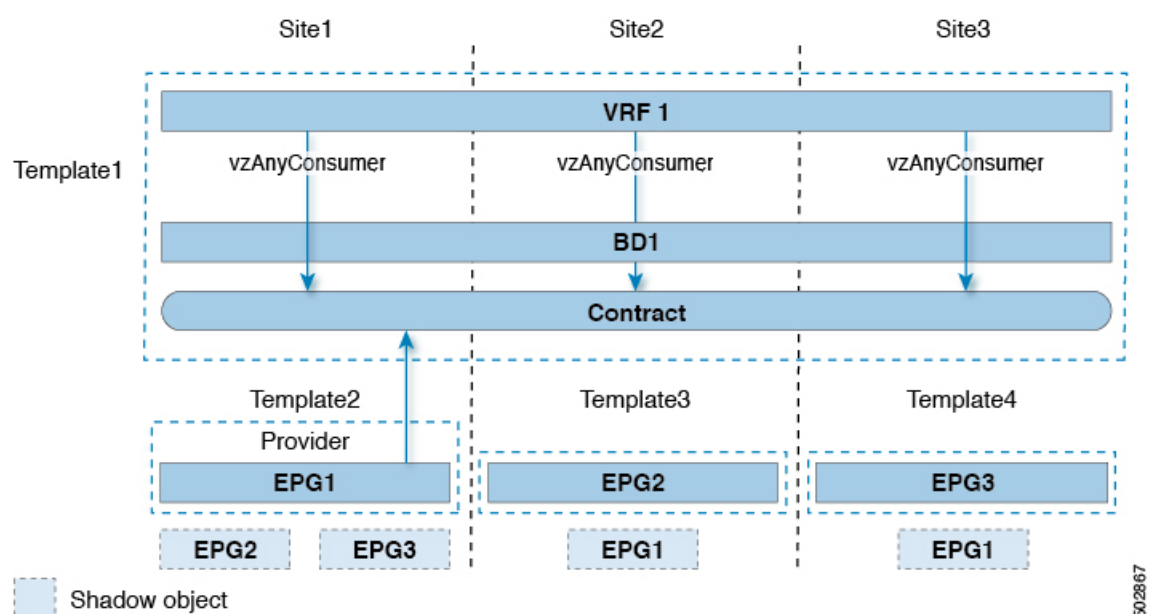 Site1 Site2 Site3
VRF 1
Template1
vzAnyConsumer vzAnyConsumer vzAnyConsumer
BD1
Contract
Template2 Template3 Template4
Provider
EPG1 EPG2 EPG3
EPG2 EPG3 EPG1 EPG1
Shadow object
502867